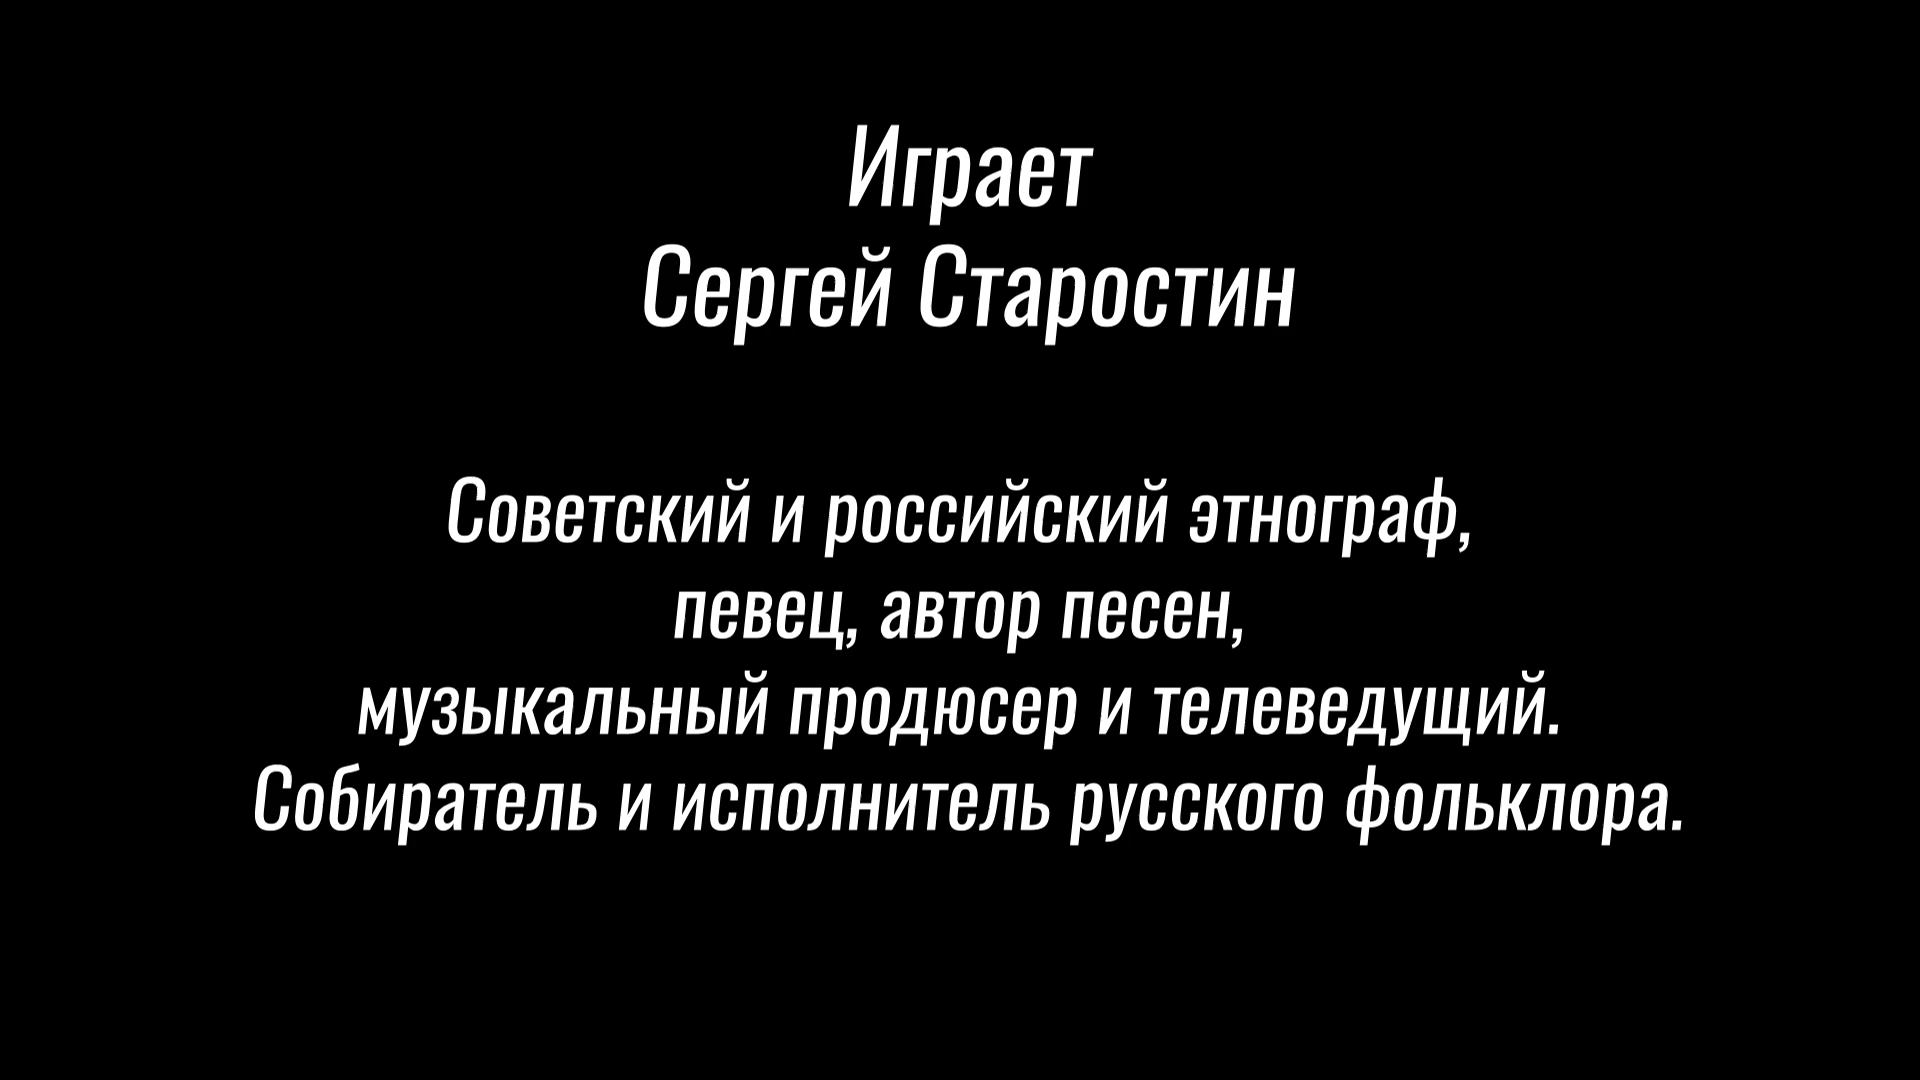 Играет
Сергей Старостин
Советский и российский этнограф,
певец, автор песен,
музыкальный продюсер и телеведущий.
Собиратель и исполнитель русского фольклора.